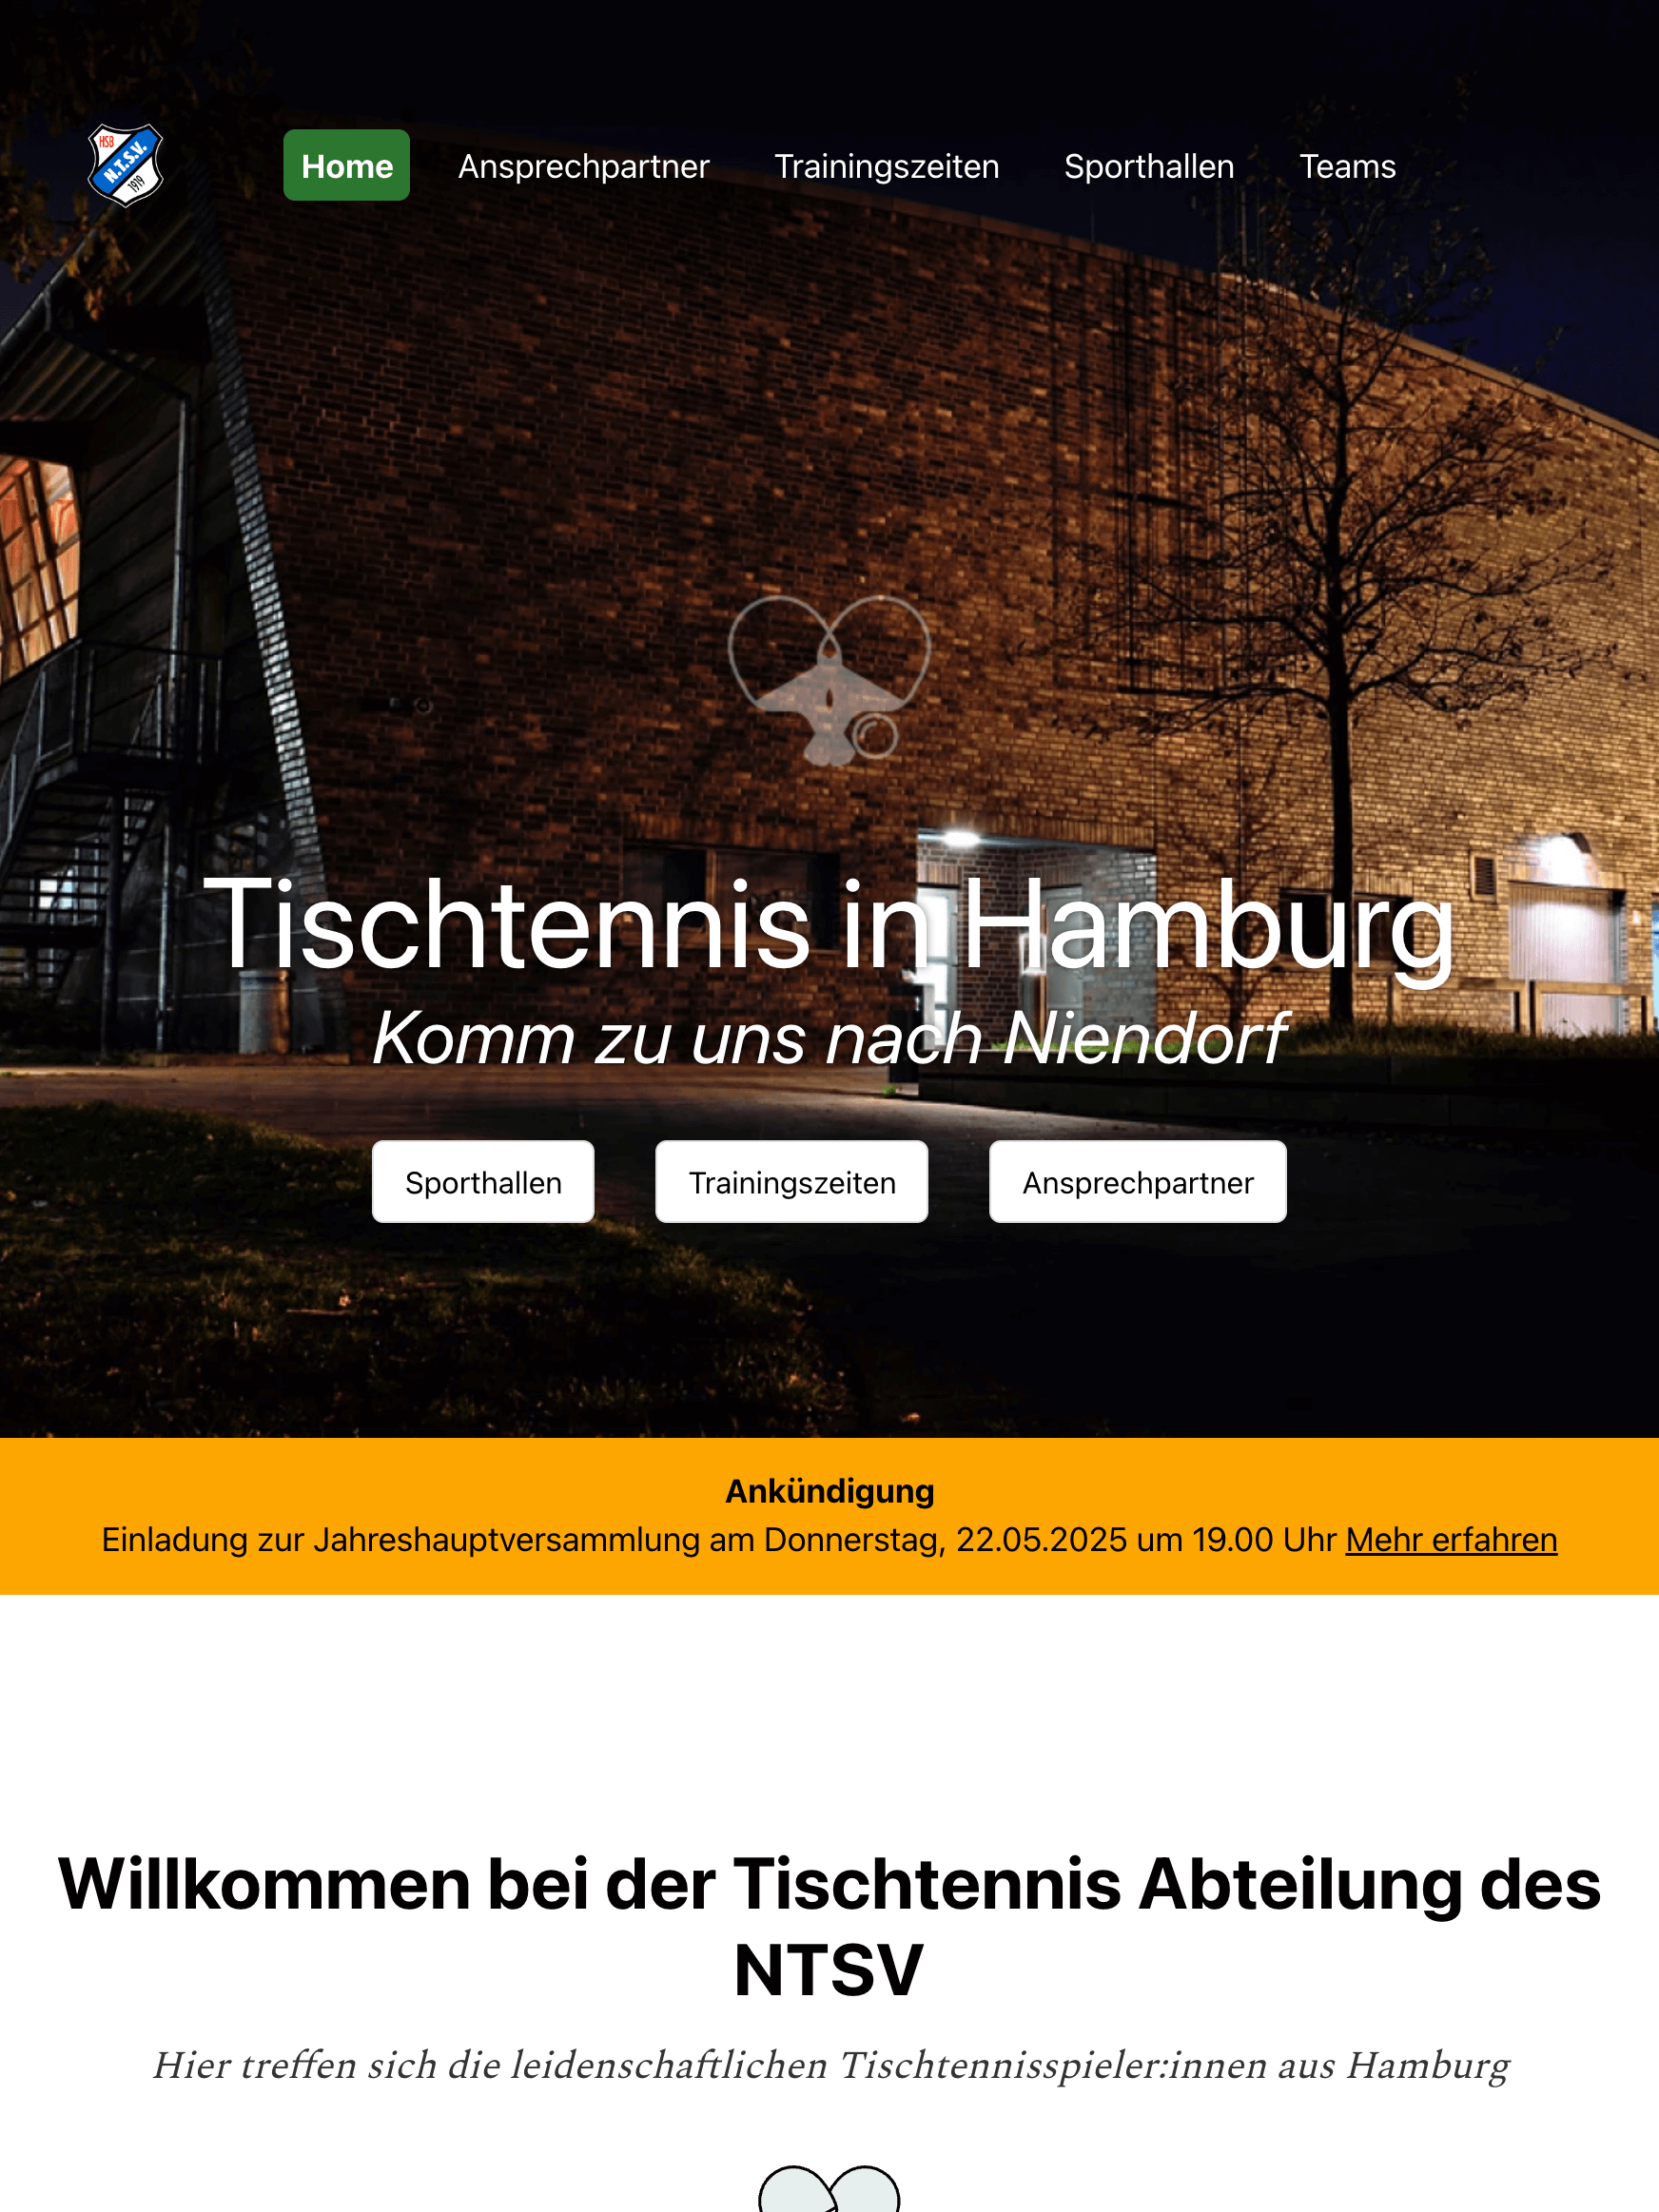 HSB
N.T.S.V.
1919
Home Ansprechpartner Trainingszeiten Sporthallen Teams
Tischtennis in Hamburg
Komm zu uns nach Niendorf
Sporthallen Trainingszeiten Ansprechpartner
Ankündigung
Einladung zur Jahreshauptversammlung am Donnerstag, 22.05.2025 um 19.00 Uhr Mehr erfahren
Willkommen bei der Tischtennis Abteilung des
NTSV
Hier treffen sich die leidenschaftlichen Tischtennisspieler:innen aus Hamburg